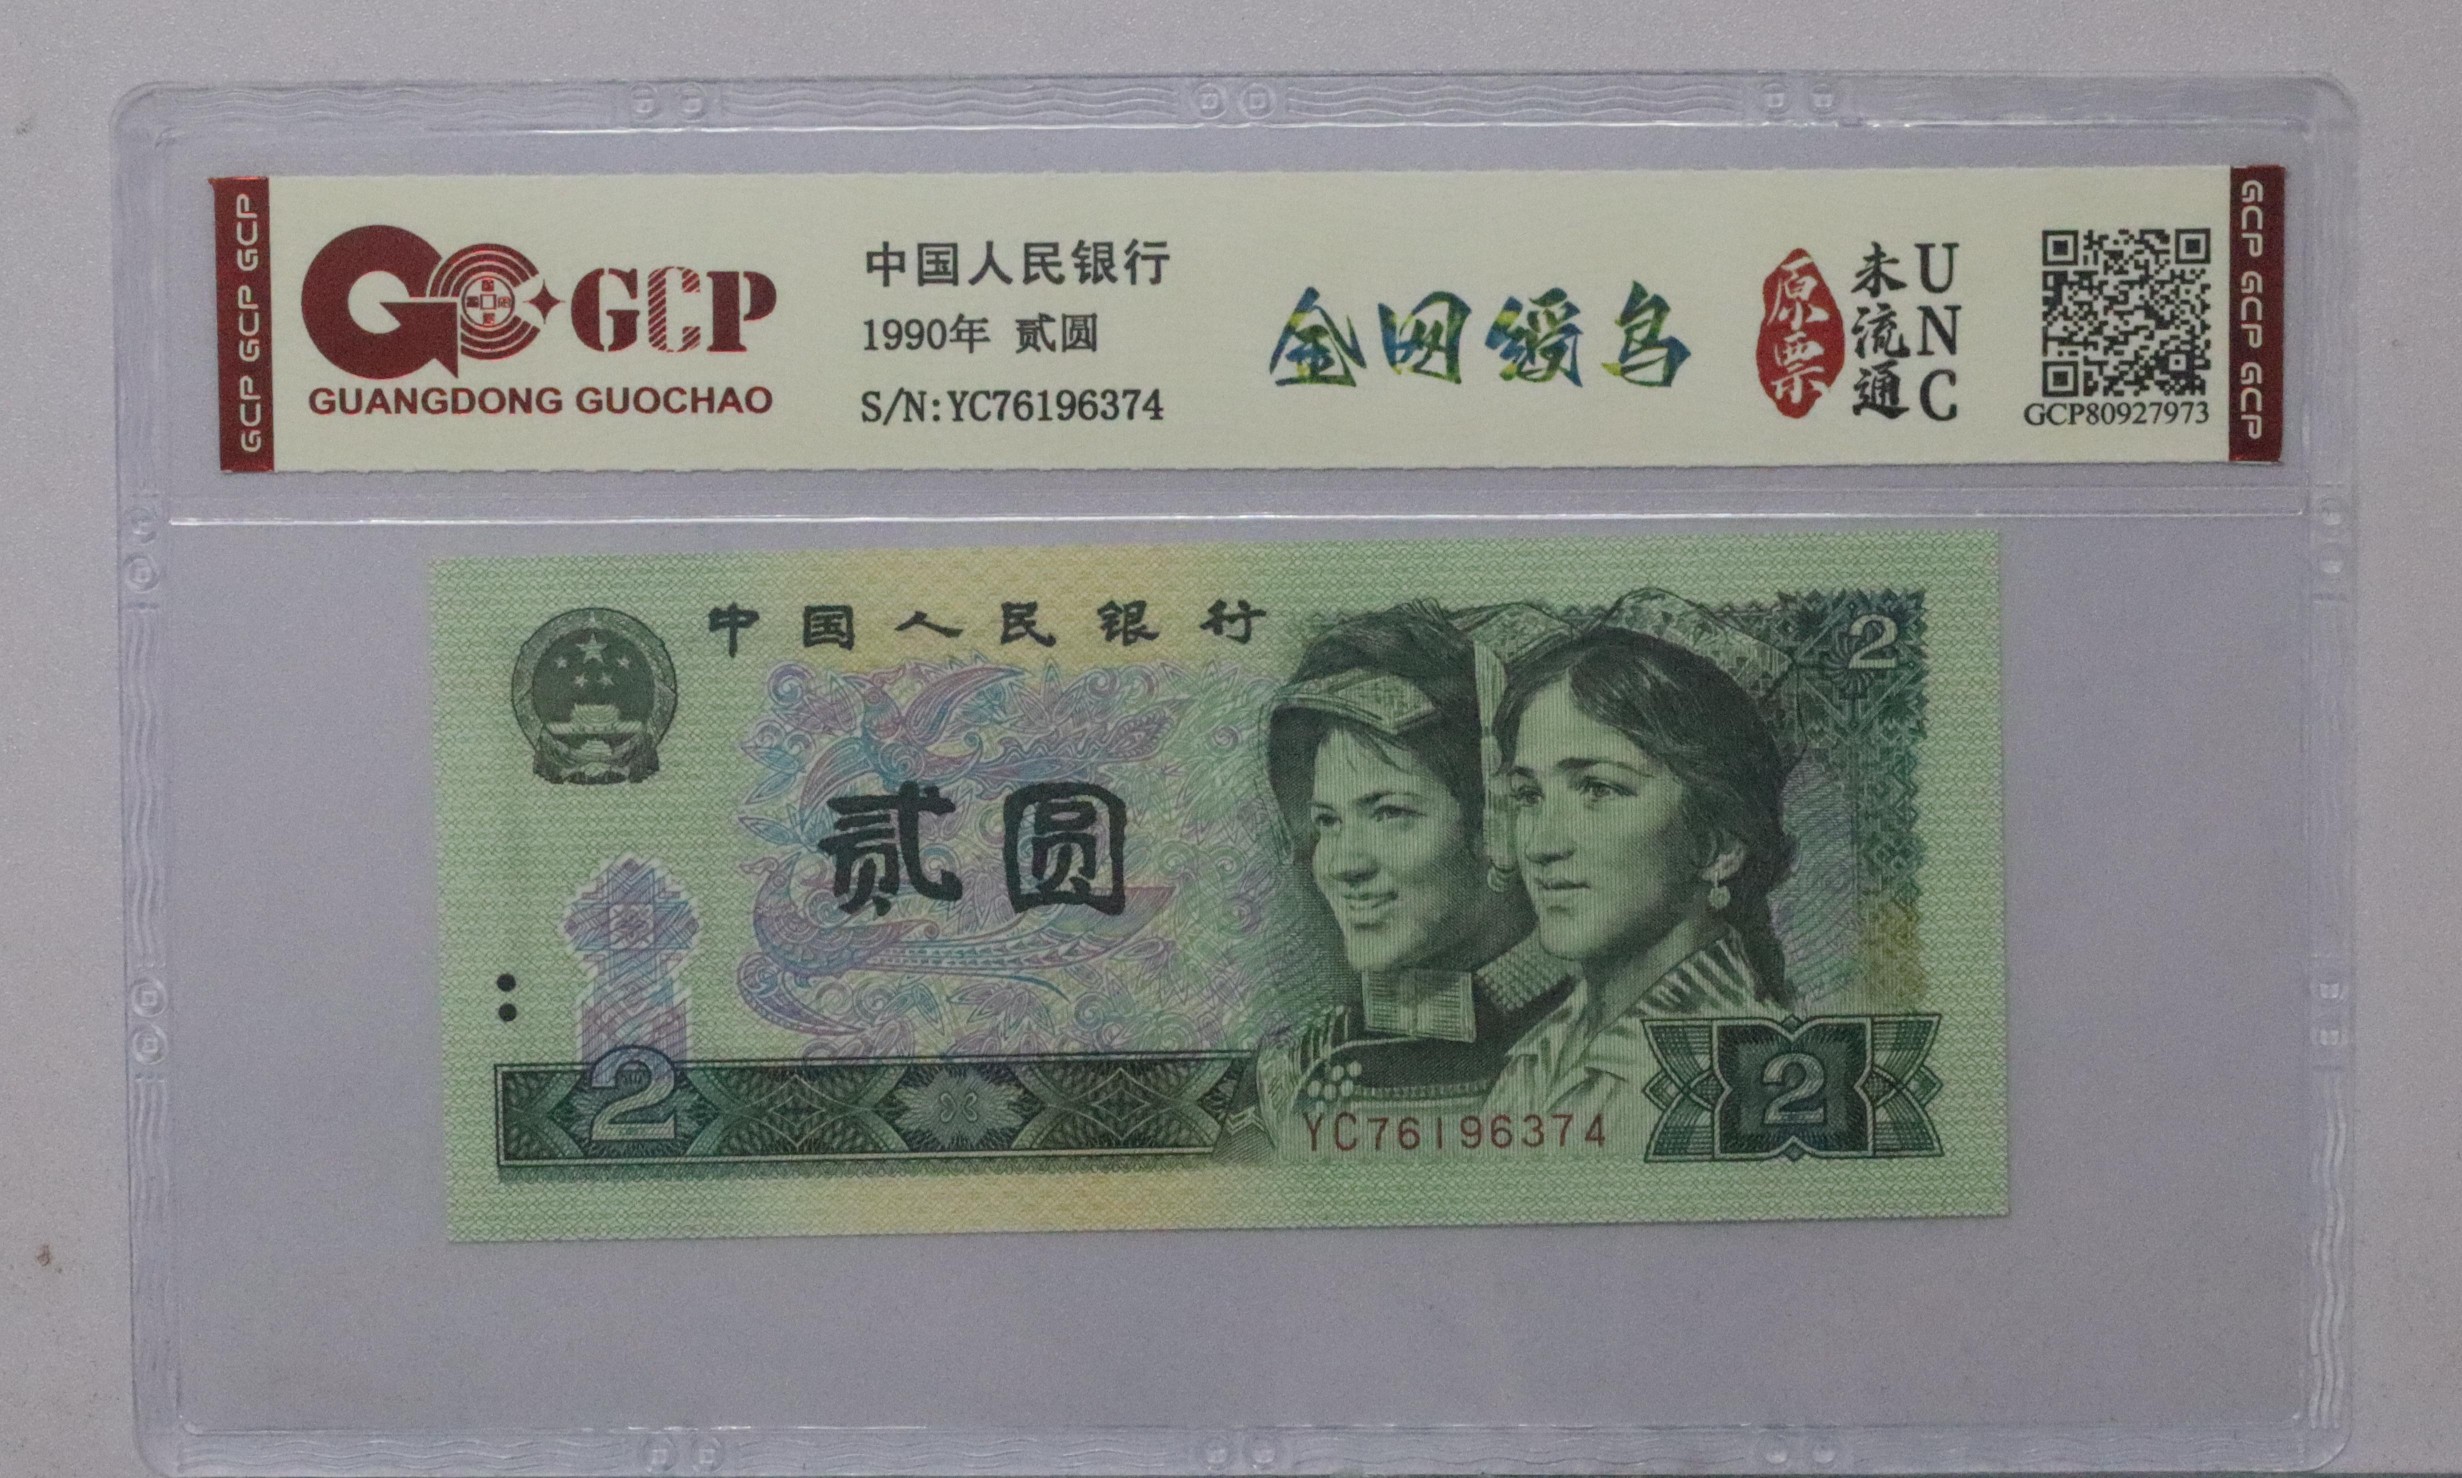 GCP GCP GCP
GCP
GUANGDONG GUOCHAO
中国人民银行
1990年 贰圆
S/N:YC76196374
全网绶鸟
原票
未流通
UNC
GCP80927973
GCP GCP GCP
中国人民银行
2
贰圆
2
YC76196374
2